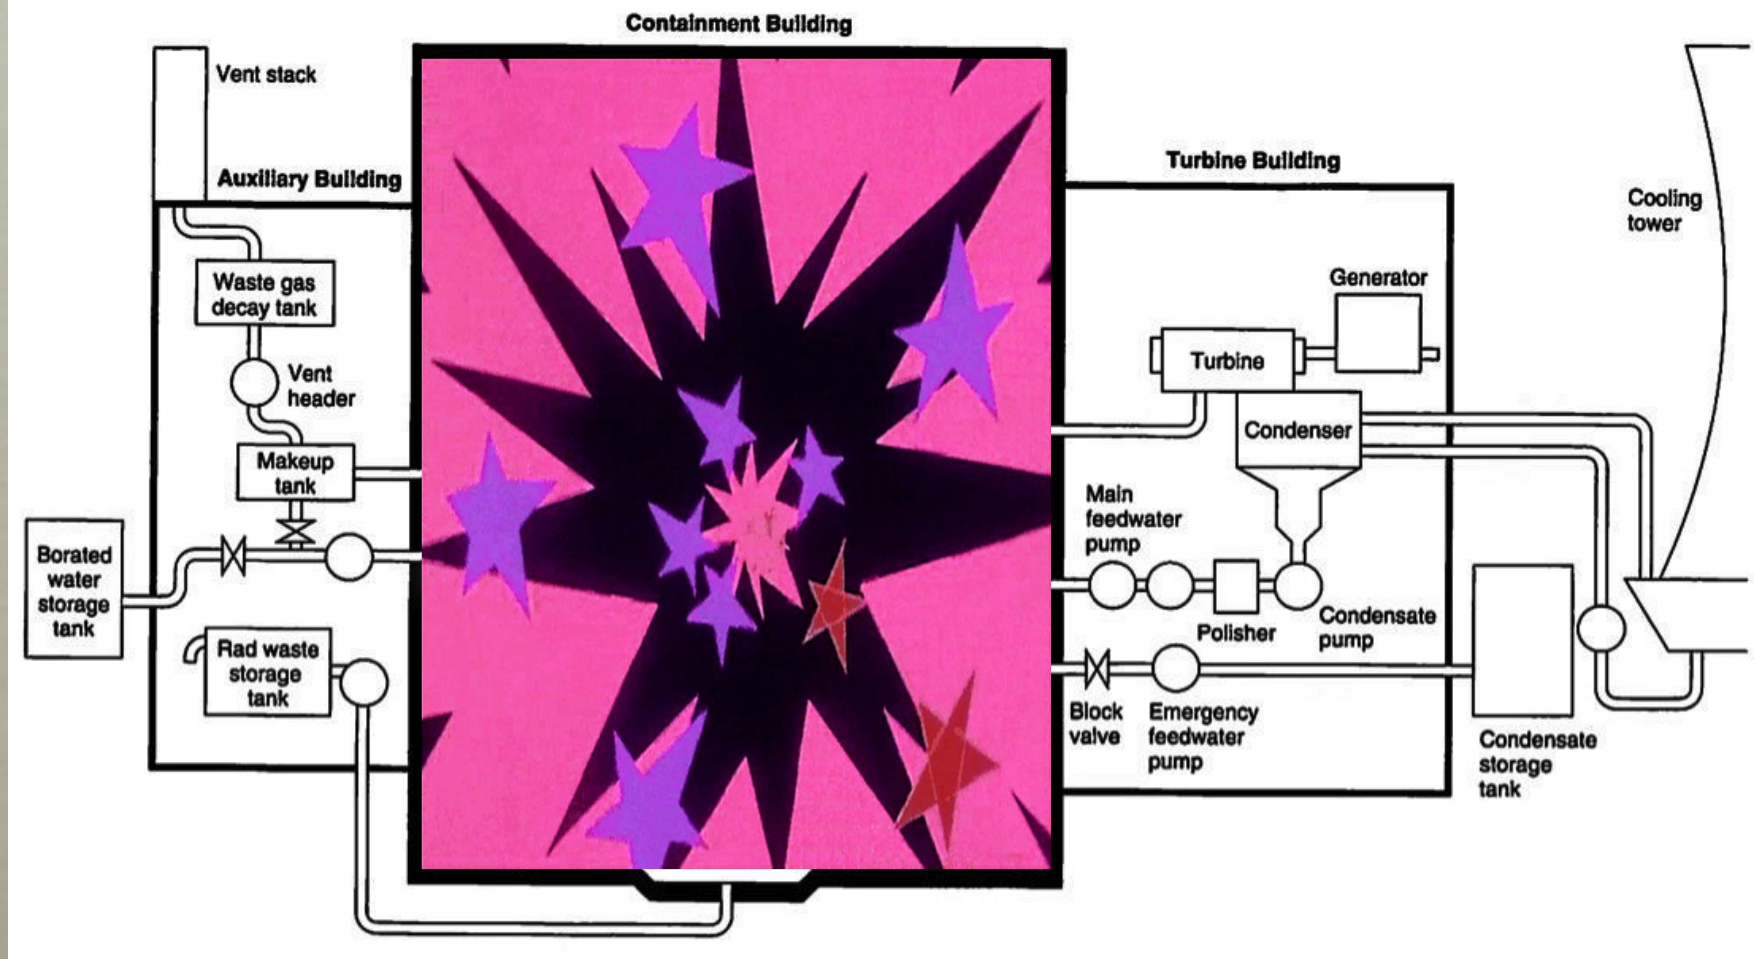 Containment Building
Vent stack
Auxiliary Building
Waste gas
decay tank
Vent
header
Makeup
tank
Borated
water
storage
tank
Rad waste
storage
tank
Turbine Building
Generator
Turbine
Condenser
Main
feedwater
pump
Polisher
Condensate
pump
Block
valve
Emergency
feedwater
pump
Cooling
tower
Condensate
storage
tank